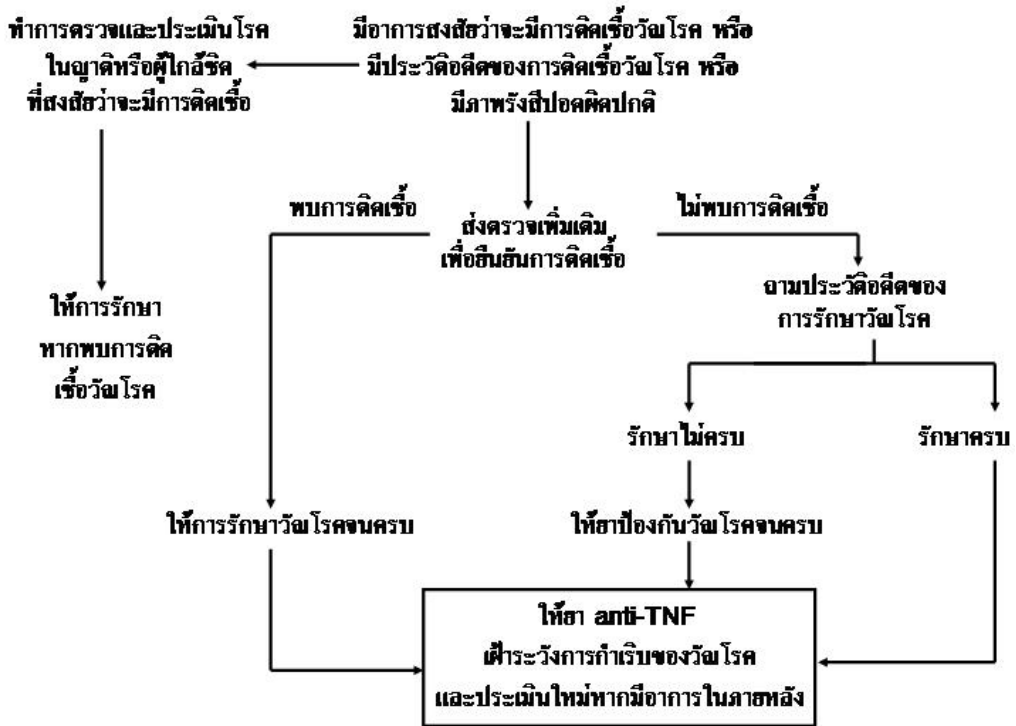 ทำการตรวจและประเมินโรค
ในญาติหรือผู้ใกล้ชิด
ที่สงสัยว่าจะมีการติดเชื้อ
มีอาการสงสัยว่าจะมีการติดเชื้อวัณโรค หรือ
มีประวัติอดีตของการติดเชื้อวัณโรค หรือ
มีภาพรังสีปอดผิดปกติ
พบการติดเชื้อ
ส่งตรวจเพิ่มเติม
เพื่อยืนยันการติดเชื้อ
ไม่พบการติดเชื้อ
ถามประวัติอดีตของ
การรักษาวัณโรค
ให้การรักษา
หากพบการติด
เชื้อวัณโรค
รักษาไม่ครบ
รักษาครบ
ให้การรักษาวัณโรคจนครบ
ให้ยาป้องกันวัณโรคจนครบ
ให้ยา anti-TNF
เฝ้าระวังการกำเริบของวัณโรค
และประเมินใหม่หากมีอาการในภายหลัง